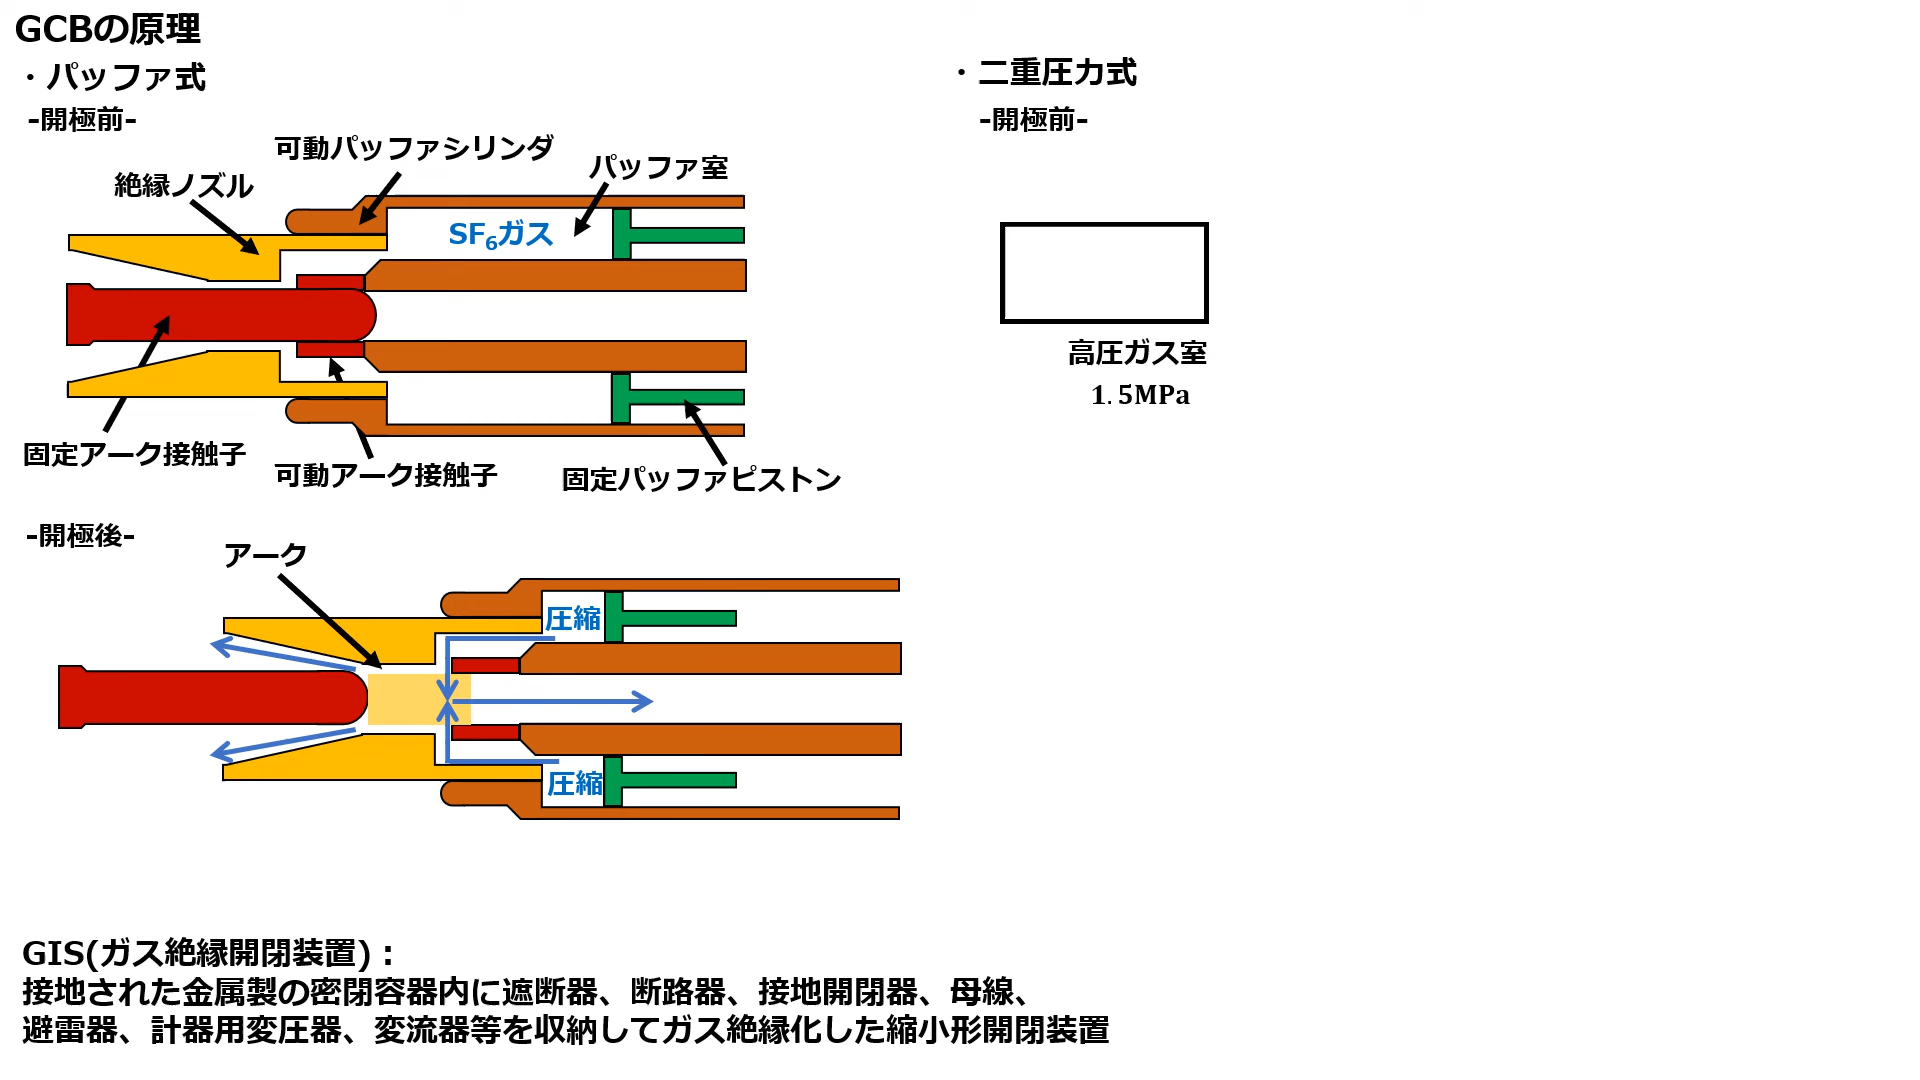 GCBの原理
・パッファ式
-開極前-
可動パッファシリンダ
パッファ室
絶縁ノズル
SF₆ガス
固定アーク接触子
可動アーク接触子
固定パッファピストン
-開極後-
アーク
圧縮
圧縮
・二重圧力式
-開極前-
高圧ガス室
1.5MPa
GIS(ガス絶縁開閉装置)：
接地された金属製の密閉容器内に遮断器、断路器、接地開閉器、母線、
避雷器、計器用変圧器、変流器等を収納してガス絶縁化した縮小形開閉装置